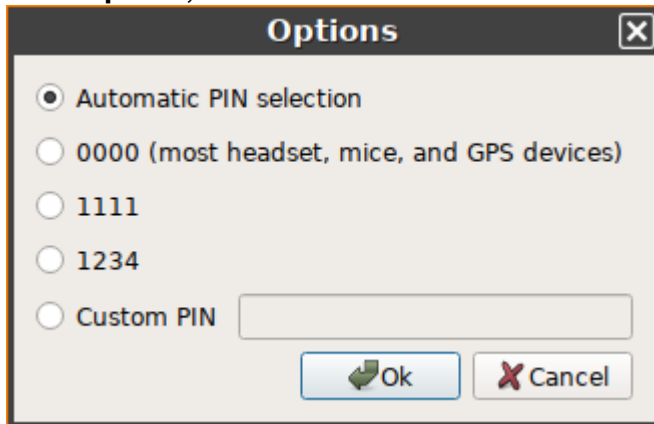 Options
Automatic PIN selection
0000 (most headset, mice, and GPS devices)
1111
1234
Custom PIN
Ok Cancel